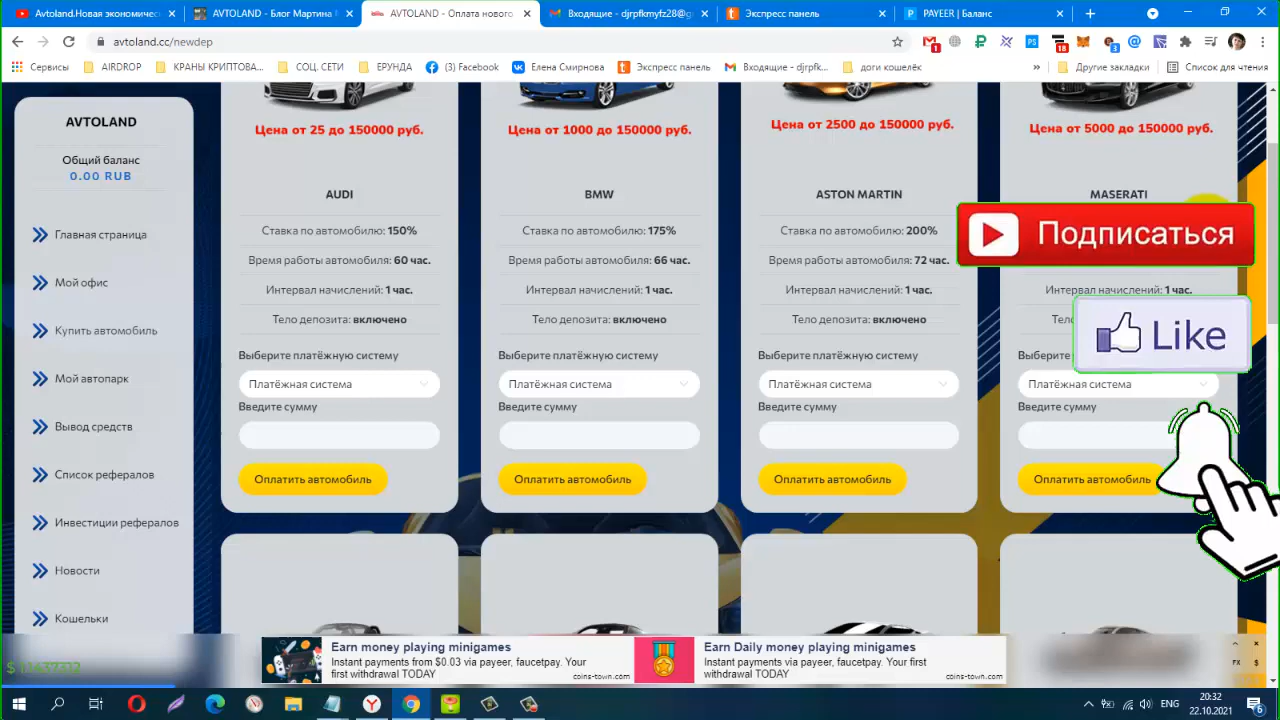 Avtoland.Новая экономичес
AVTOLAND - Блог Мартина
AVTOLAND - Оплата нового
Входящие - djrpfkmyfz28@g
Экспресс панель
PAYEER | Баланс
avtoland.cc/newdep
1
18
3
PS
Сервисы
AIRDROP
КРАНЫ КРИПТОВА...
СОЦ. СЕТИ
ЕРУНДА
(3) Facebook
Елена Смирнова
Экспресс панель
Входящие - djrpfk...
доги кошелёк
»
Другие закладки
Список для чтения
AVTOLAND
Общий баланс
0.00 RUB
Главная страница
Мой офис
Купить автомобиль
Мой автопарк
Вывод средств
Список рефералов
Инвестиции рефералов
Новости
Кошельки
Цена от 25 до 150000 руб.
AUDI
Ставка по автомобилю: 150%
Время работы автомобиля: 60 час.
Интервал начислений: 1 час.
Тело депозита: включено
Выберите платёжную систему
Платёжная система
Введите сумму
Оплатить автомобиль
Цена от 1000 до 150000 руб.
BMW
Ставка по автомобилю: 175%
Время работы автомобиля: 66 час.
Интервал начислений: 1 час.
Тело депозита: включено
Выберите платёжную систему
Платёжная система
Введите сумму
Оплатить автомобиль
Цена от 2500 до 150000 руб.
ASTON MARTIN
Ставка по автомобилю: 200%
Время работы автомобиля: 72 час.
Интервал начислений: 1 час.
Тело депозита: включено
Выберите платёжную систему
Платёжная система
Введите сумму
Оплатить автомобиль
Цена от 5000 до 150000 руб.
MASERATI
Подписаться
Интервал начислений: 1 час.
Like
Платёжная система
Введите сумму
Оплатить автомобиль
Earn money playing minigames
Instant payments from $0.03 via payeer, faucetpay. Your
first withdrawal TODAY
coins-town.com
Earn Daily money playing minigames
Instant payments via payeer, faucetpay. Your
first withdrawal TODAY
coins-town.com
PX
$
ENG
20:32
22.10.2021
6